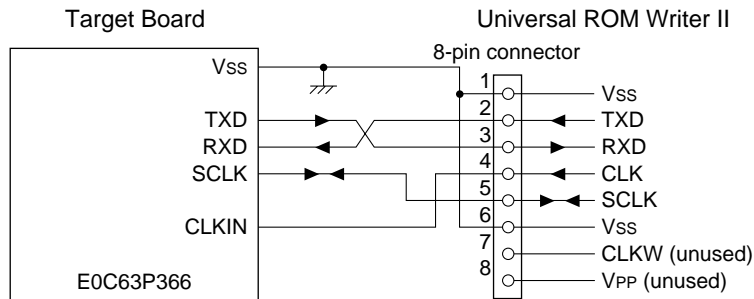 Target Board
Universal ROM Writer II
8-pin connector
VSS
TXD
RXD
SCLK
CLKIN
E0C63P366
1 VSS
2 TXD
3 RXD
4 CLK
5 SCLK
6 VSS
7 CLKW (unused)
8 VPP (unused)